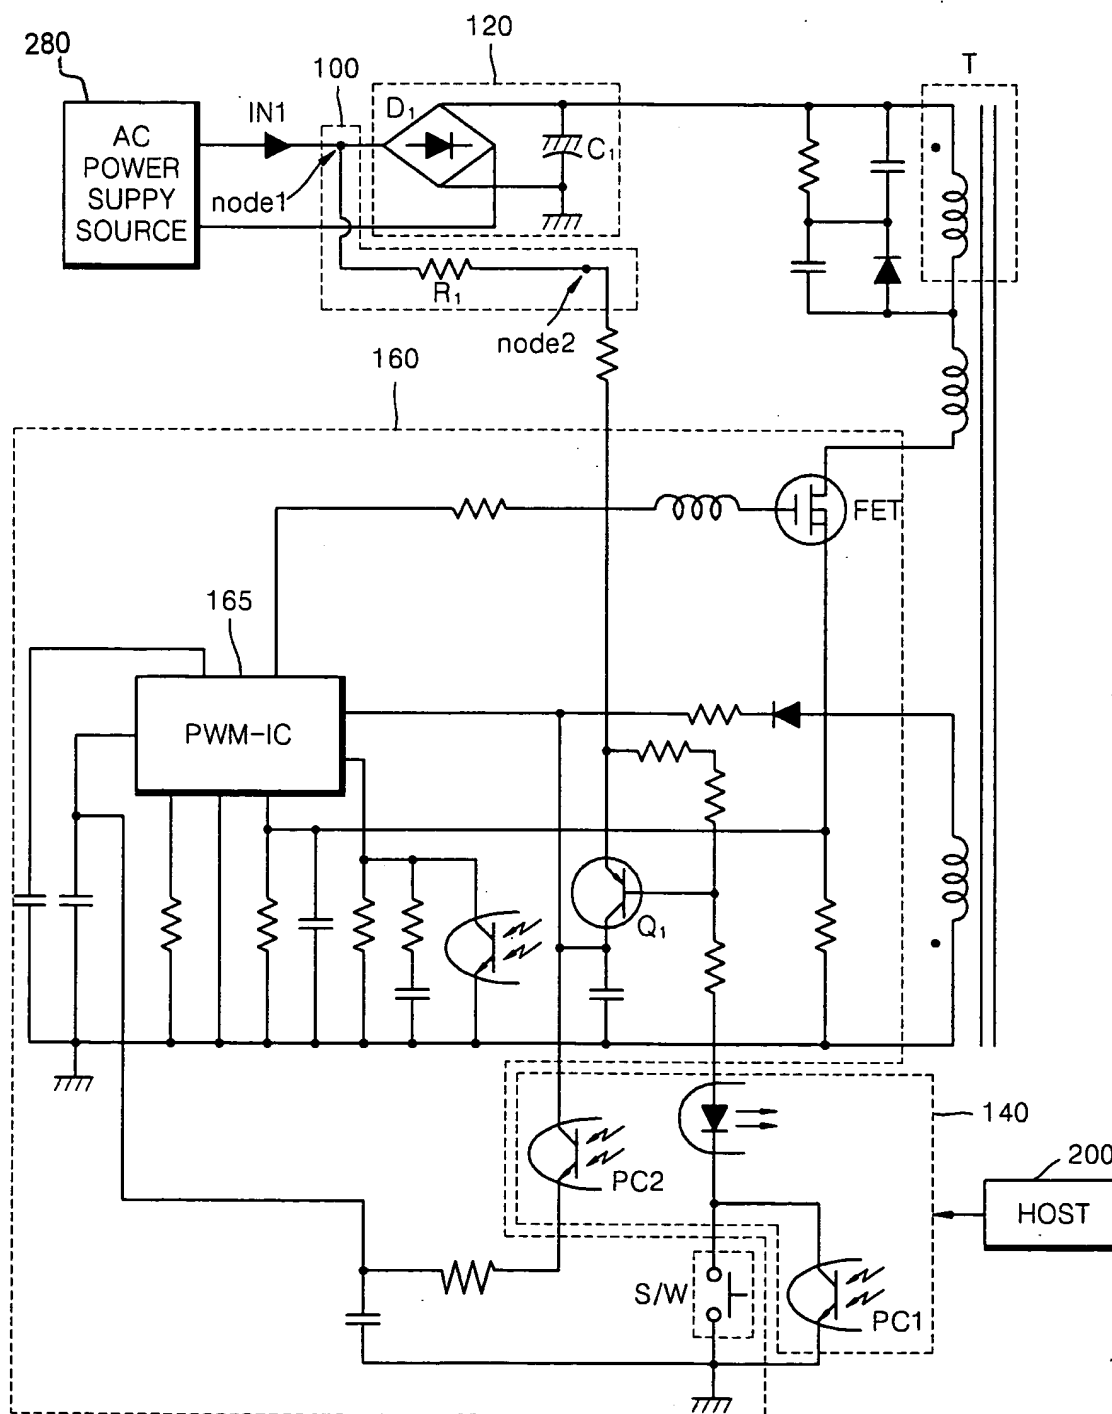 280
120
100
T
IN1
D1
AC
POWER
SUPPY
SOURCE
C1
node1
R1
node2
160
FET
165
PWM-IC
Q1
140
200
PC2
HOST
S/W
PC1